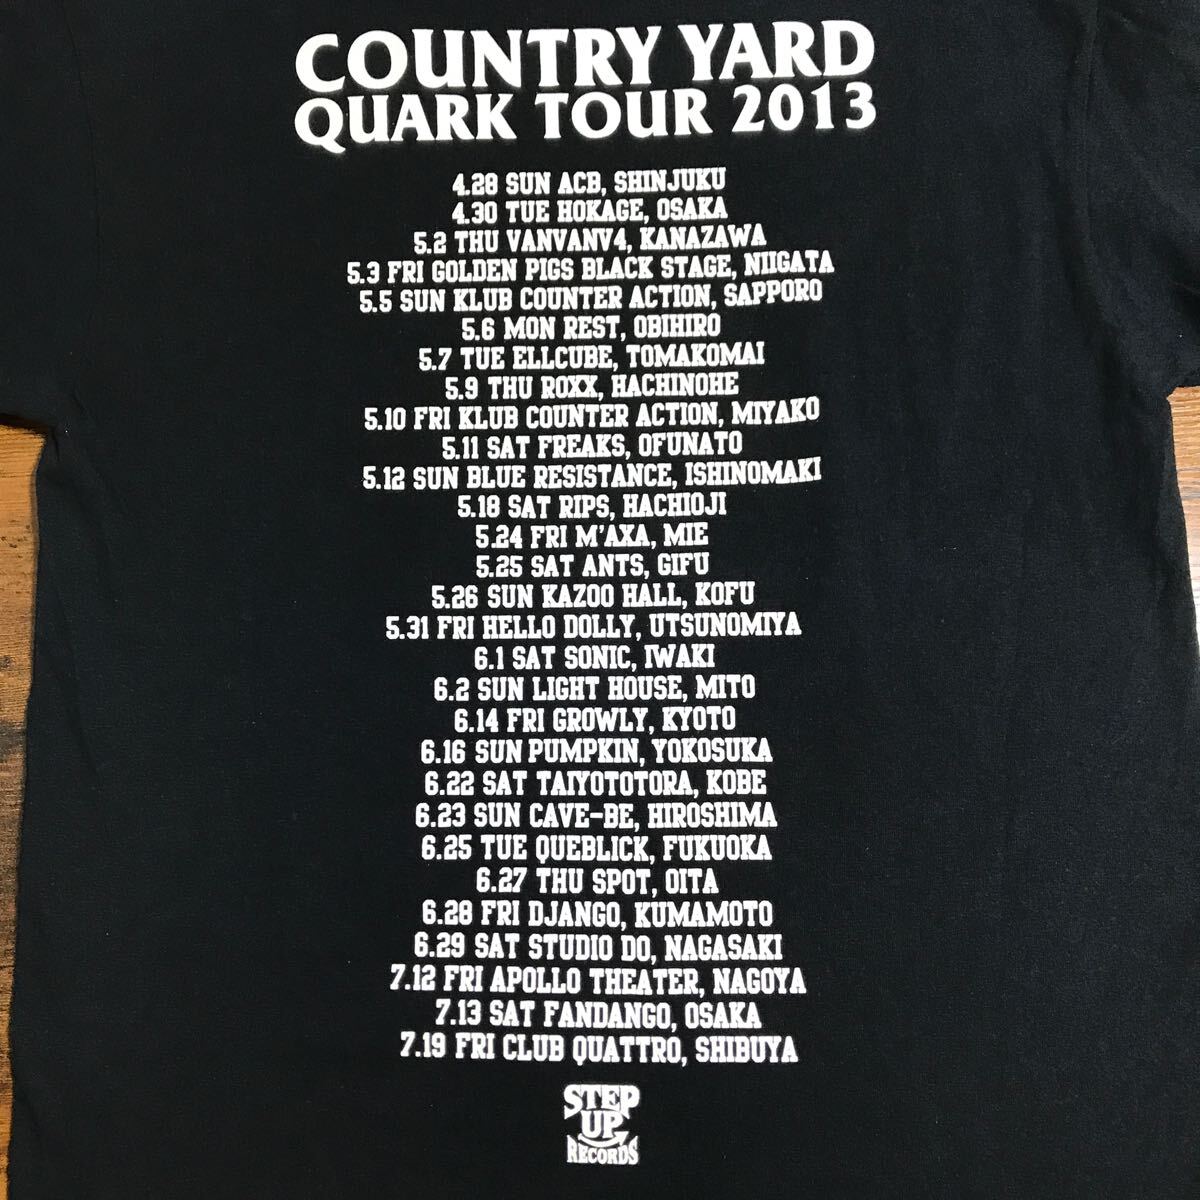 COUNTRY YARD
QUARK TOUR 2013
4.28 SUN ACB, SHINJUKU
4.30 TUE HOKAGE, OSAKA
5.2 THU VANVANV4, KANAZAWA
5.3 FRI GOLDEN PIGS BLACK STAGE, NIIGATA
5.5 SUN KLUB COUNTER ACTION, SAPPORO
5.6 MON REST, OBIHIRO
5.7 TUE ELLCUBE, TOMAKOMAI
5.9 THU ROXX, HACHINOHE
5.10 FRI KLUB COUNTER ACTION, MIYAKO
5.11 SAT FREAKS, OFUNATO
5.12 SUN BLUE RESISTANCE, ISHINOMAKI
5.18 SAT RIPS, HACHIOJI
5.24 FRI M'AXA, MIE
5.25 SAT ANTS, GIFU
5.26 SUN KAZOO HALL, KOFU
5.31 FRI HELLO DOLLY, UTSUNOMIYA
6.1 SAT SONIC, IWAKI
6.2 SUN LIGHT HOUSE, MITO
6.14 FRI GROWLY, KYOTO
6.16 SUN PUMPKIN, YOKOSUKA
6.22 SAT TAIYOTOTORA, KOBE
6.23 SUN CAVE-BE, HIROSHIMA
6.25 TUE QUEBLICK, FUKUOKA
6.27 THU SPOT, OITA
6.28 FRI DJANGO, KUMAMOTO
6.29 SAT STUDIO DO, NAGASAKI
7.12 FRI APOLLO THEATER, NAGOYA
7.13 SAT FANDANGO, OSAKA
7.19 FRI CLUB QUATTRO, SHIBUYA
STEP
UP
RECORDS